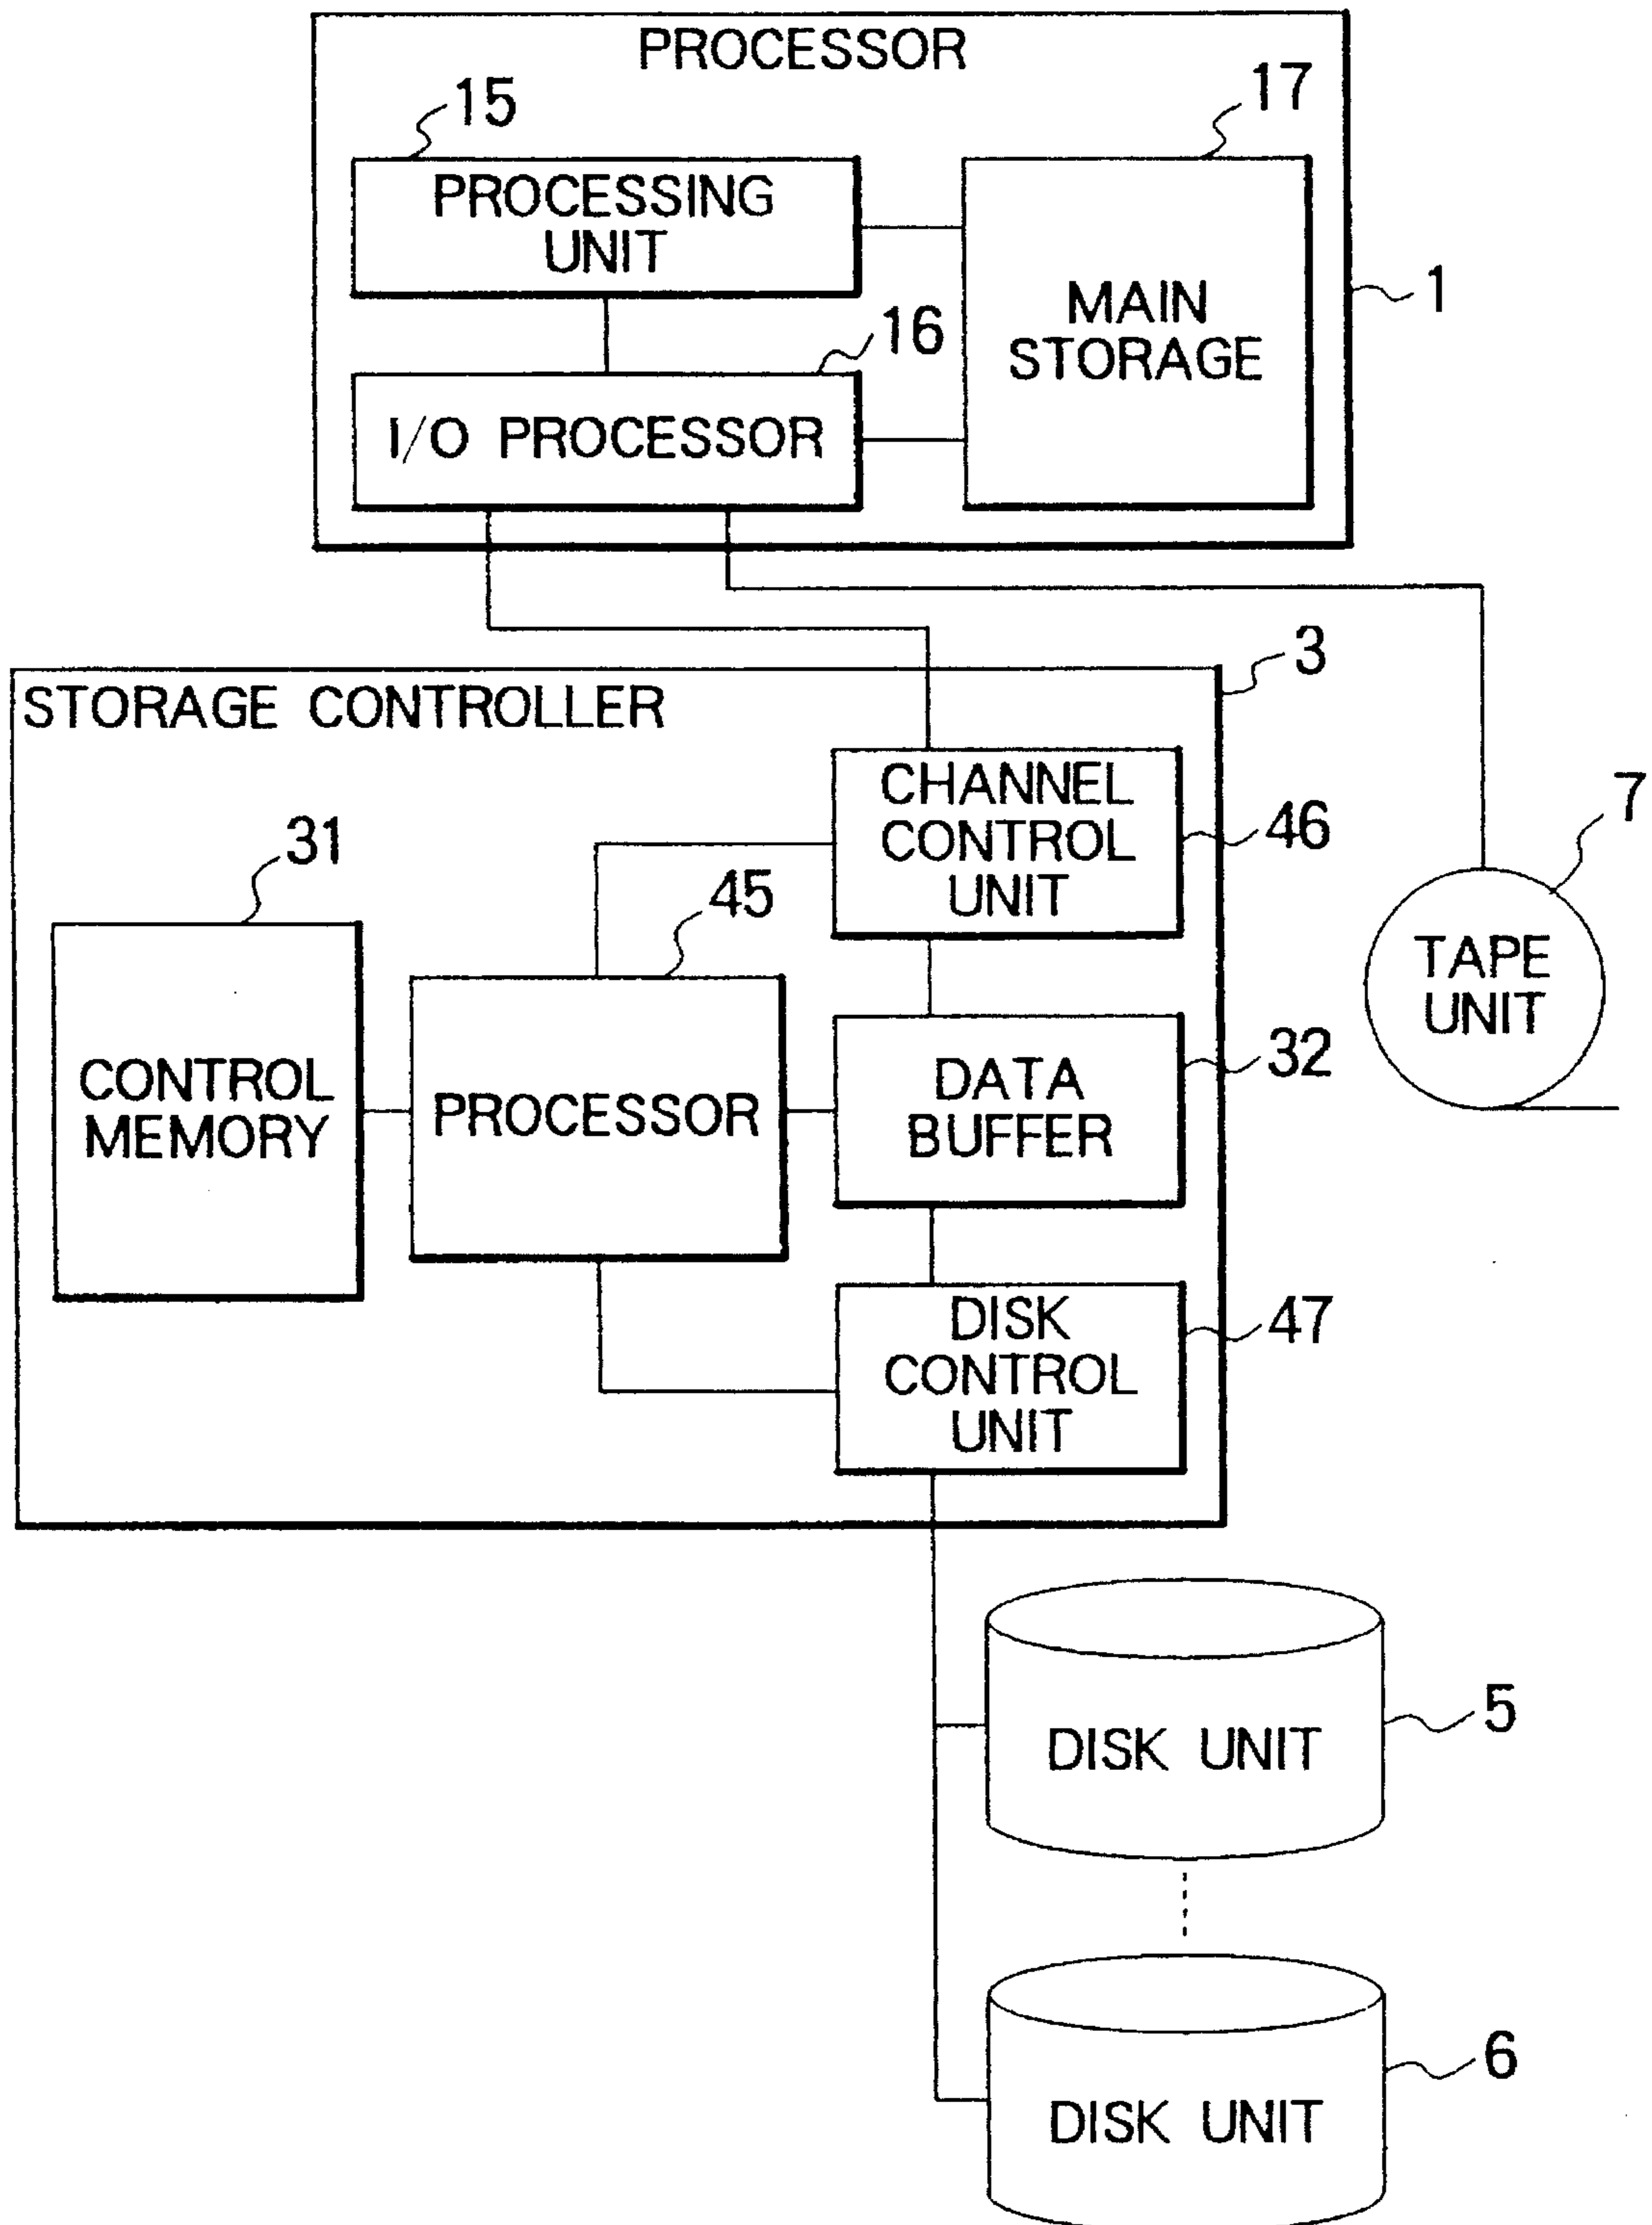 PROCESSOR
15
17
PROCESSING
UNIT
MAIN
STORAGE
1
16
I/O PROCESSOR
3
STORAGE CONTROLLER
CHANNEL
CONTROL
UNIT
46
7
31
45
TAPE
UNIT
CONTROL
MEMORY
PROCESSOR
DATA
BUFFER
32
DISK
CONTROL
UNIT
47
DISK UNIT
5
DISK UNIT
6